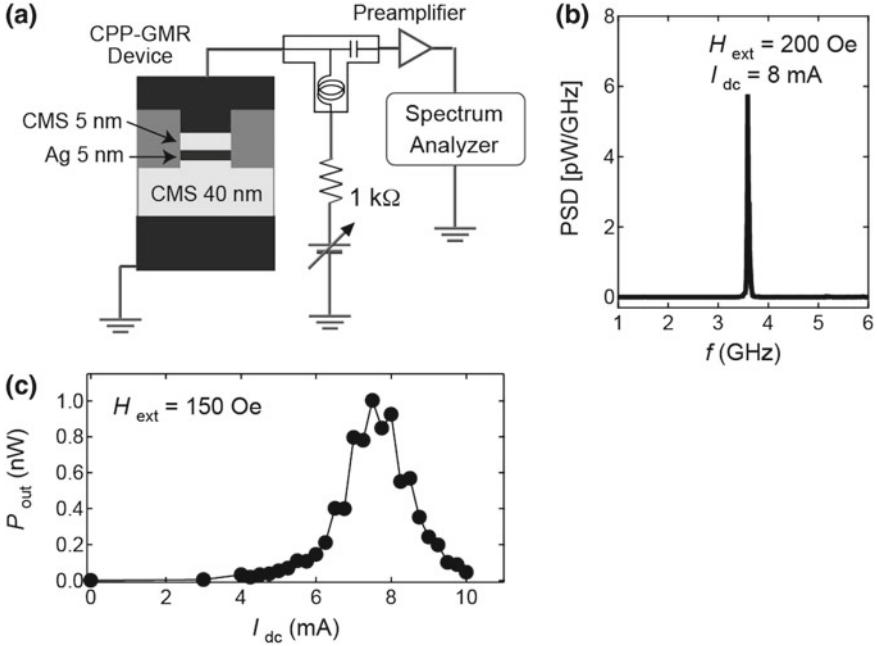 (a)
CPP-GMR
Device
CMS 5 nm
Ag 5 nm
CMS 40 nm
Preamplifier
Spectrum
Analyzer
1 kΩ
(b)
H ext = 200 Oe
I dc = 8 mA
PSD [pW/GHz)
8
6
4
2
0
1 2 3 4 5 6
f (GHz)
(c)
H ext = 150 Oe
P out (nW)
1.0
0.8
0.6
0.4
0.2
0.0
0 2 4 6 8 10
I dc (mA)